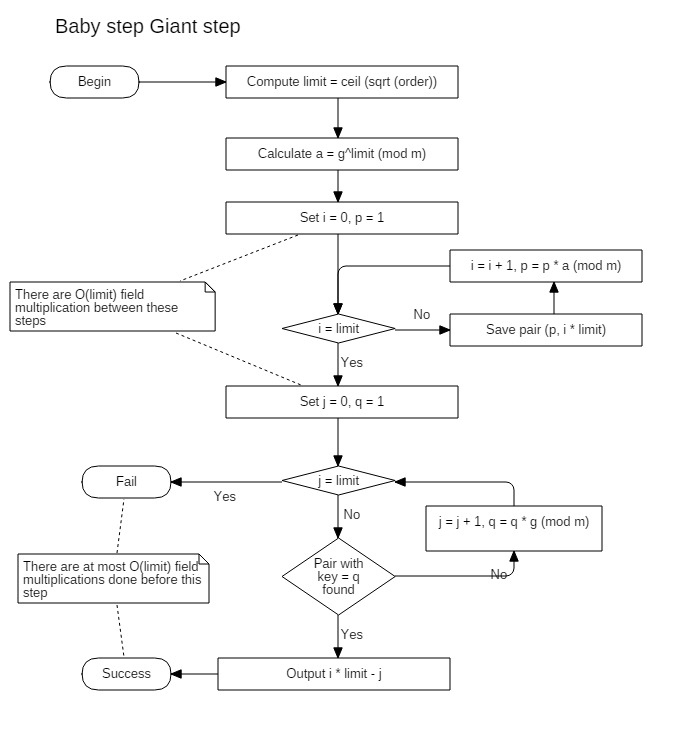 Baby step Giant step
Begin
Compute limit = ceil (sqrt (order))
Calculate a = g^limit (mod m)
Set i = 0, p = 1
i = i + 1, p = p * a (mod m)
There are O(limit) field
multiplication between these
steps
i = limit
No
Save pair (p, i * limit)
Yes
Set j = 0, q = 1
Fail
Yes
j = limit
No
j = j + 1, q = q * g (mod m)
Pair with
key = q
found
No
There are at most O(limit) field
multiplications done before this
step
Yes
Success
Output i * limit - j